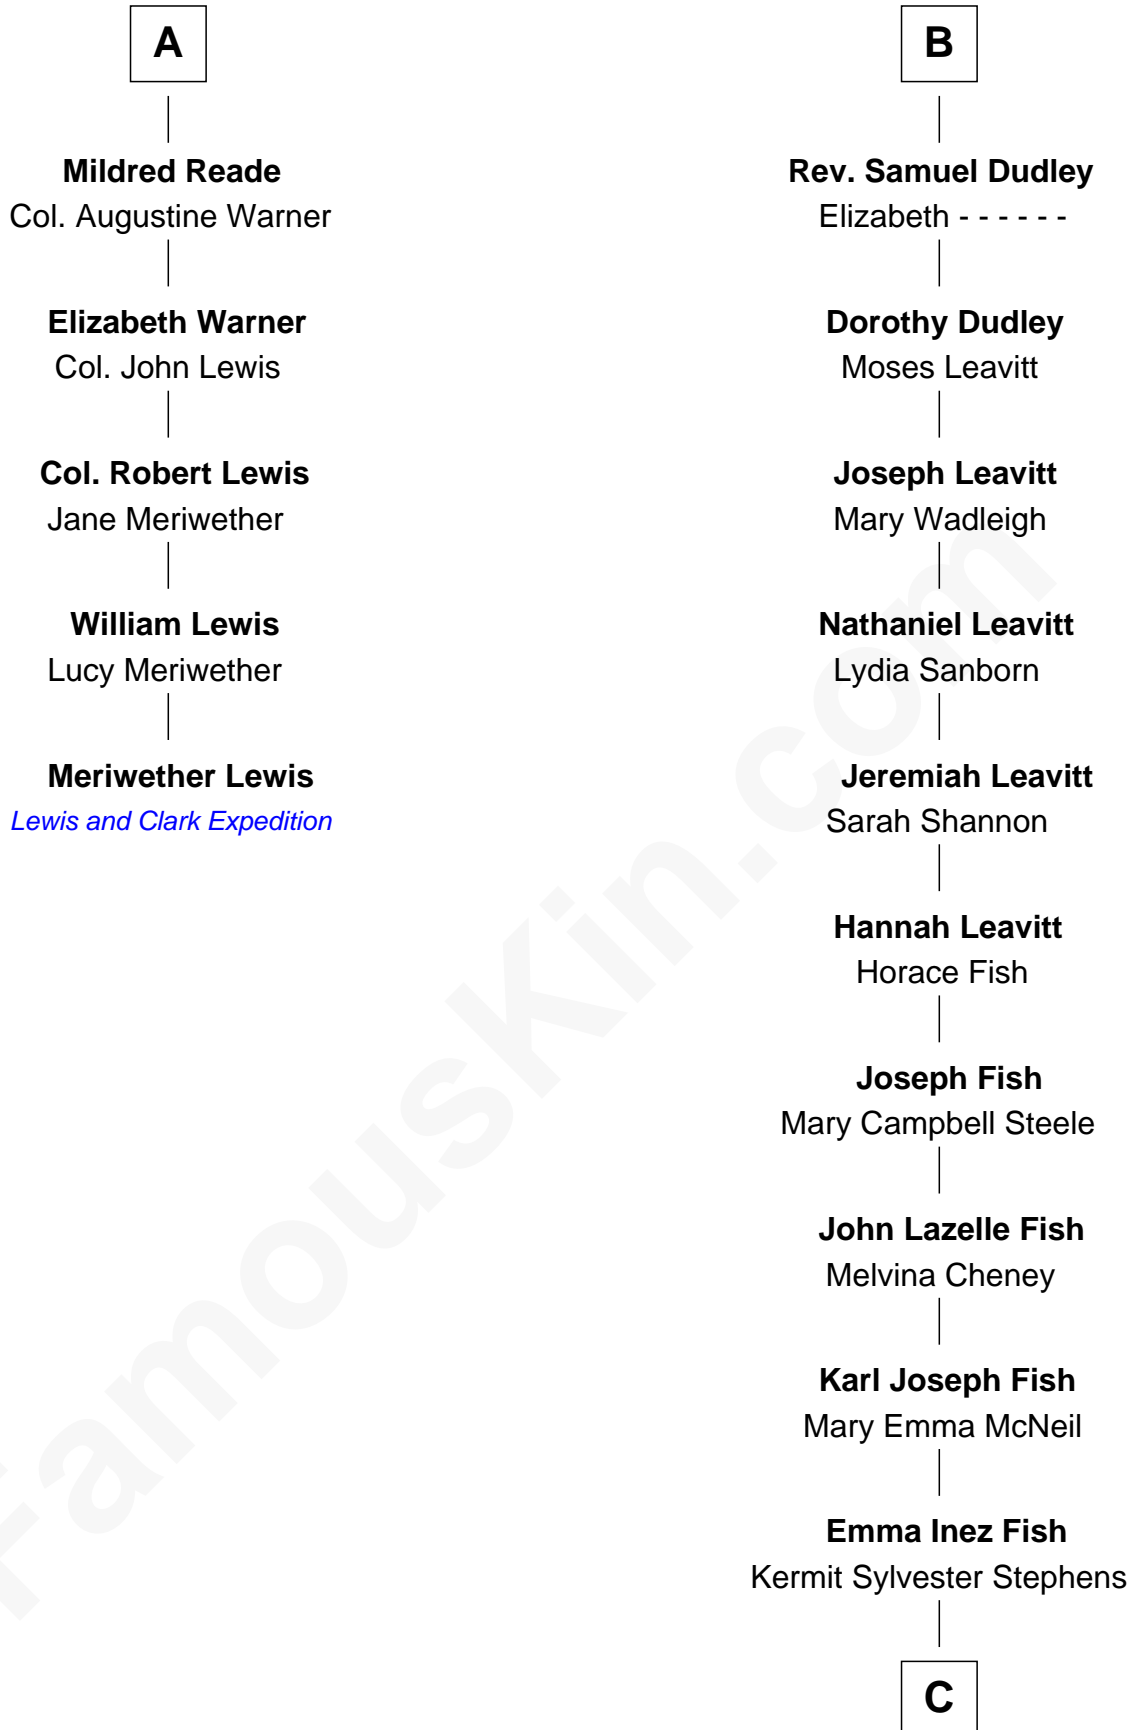 A
Mildred Reade
Col. Augustine Warner
Elizabeth Warner
Col. John Lewis
Col. Robert Lewis
Jane Meriwether
William Lewis
Lucy Meriwether
Meriwether Lewis
Lewis and Clark Expedition
B
Rev. Samuel Dudley
Elizabeth - - - - - -
Dorothy Dudley
Moses Leavitt
Joseph Leavitt
Mary Wadleigh
Nathaniel Leavitt
Lydia Sanborn
Jeremiah Leavitt
Sarah Shannon
Hannah Leavitt
Horace Fish
Joseph Fish
Mary Campbell Steele
John Lazelle Fish
Melvina Cheney
Karl Joseph Fish
Mary Emma McNeil
Emma Inez Fish
Kermit Sylvester Stephens
C
FamousKin.com